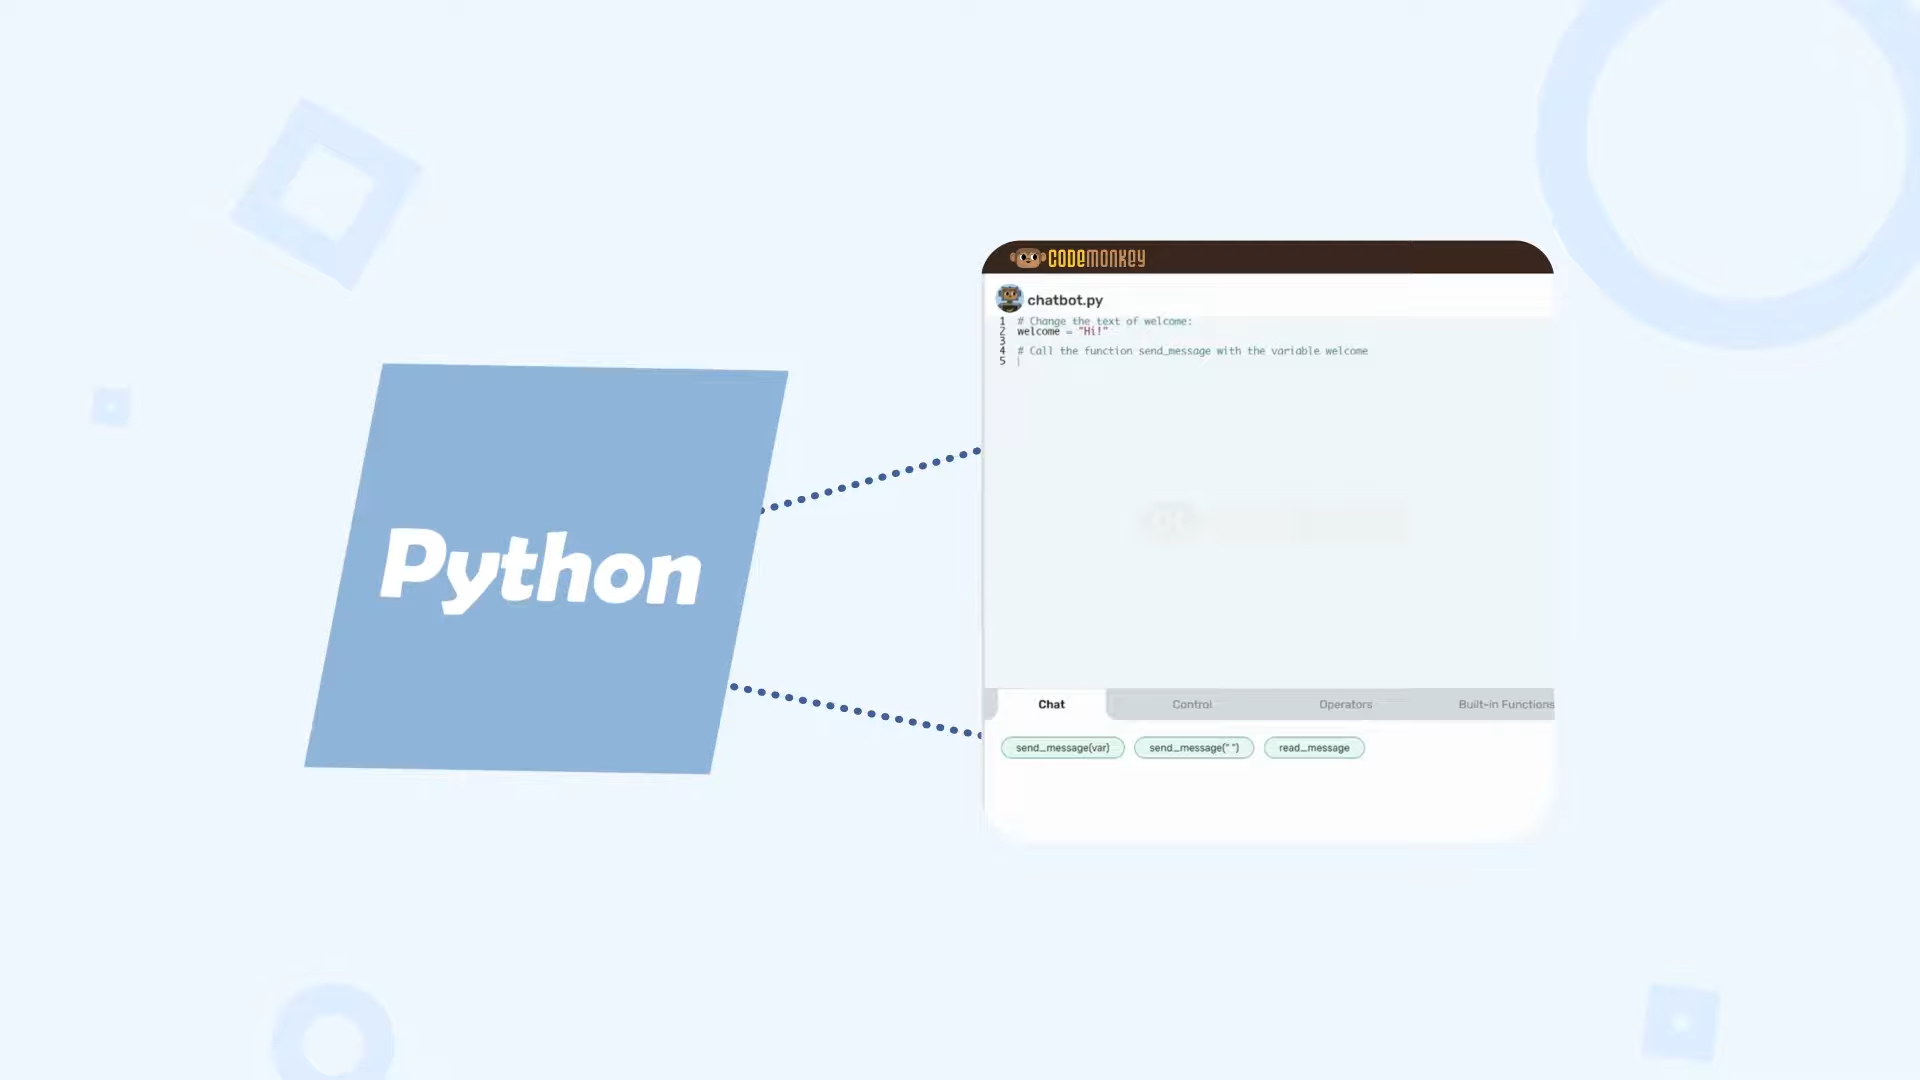 Python
CODEMONKEY
chatbot.py
1 # Change the text of welcome:
2 welcome = "Hi!"
3
4 # Call the function send_message with the variable welcome
5
Chat Control Operators Built-in Functions
send_message(var) send_message(" ") read_message